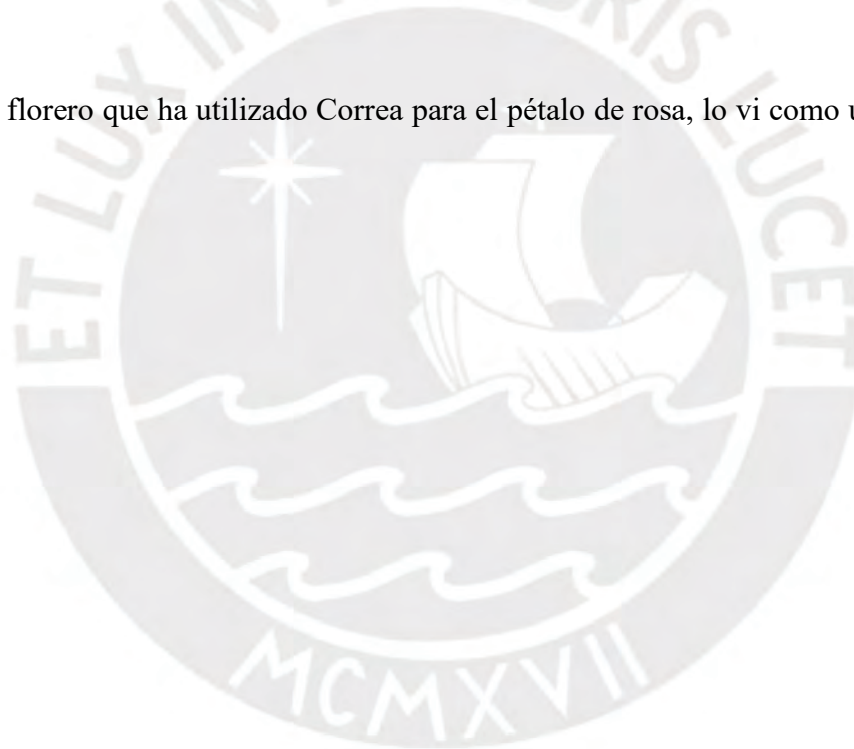 florero que ha utilizado Correa para el pétalo de rosa, lo vi como
ET LUX IN
LUCET
MCMXVII